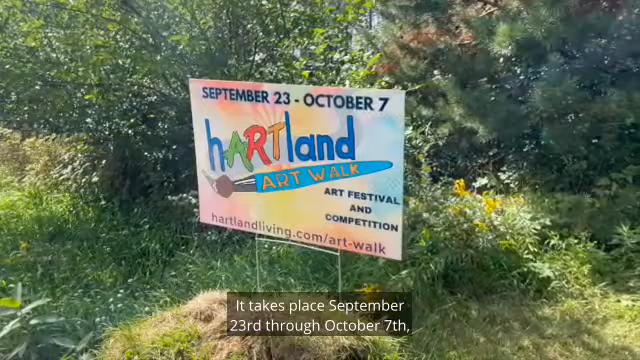 SEPTEMBER 23 - OCTOBER 7
hARTland
ART WALK
ART FESTIVAL
AND
COMPETITION
hartlandliving.com/art-walk
It takes place September
23rd through October 7th,